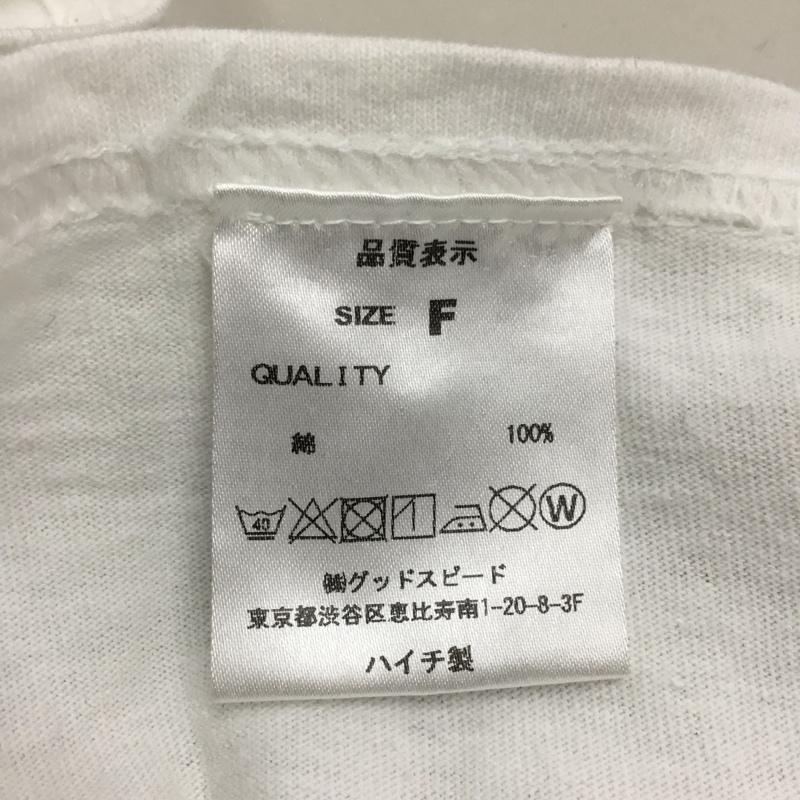 品質表示
SIZE F
QUALITY
綿 100%
40 W
㈱グッドスピード
東京都渋谷区恵比寿南1-20-8-3F
ハイチ製